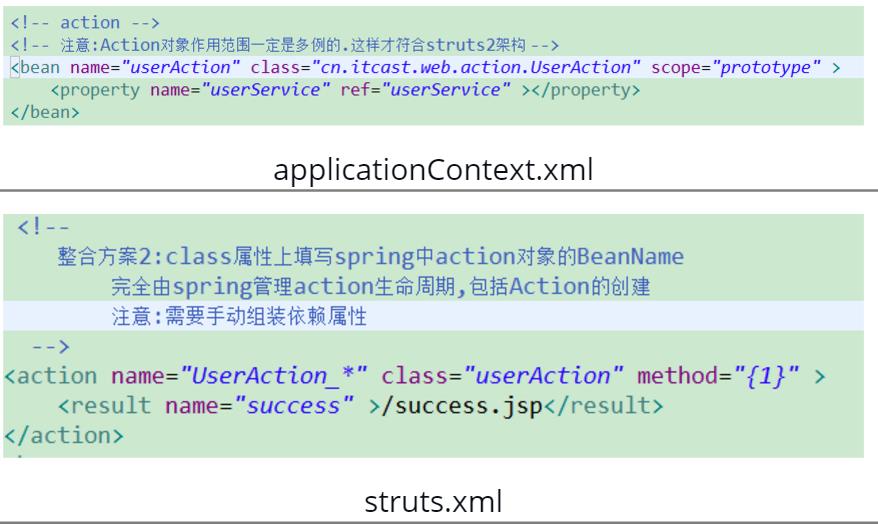 <!-- action -->
<!-- 注意:Action对象作用范围一定是多例的.这样才符合struts2架构 -->
<bean name="userAction" class="cn.itcast.web.action.UserAction" scope="prototype" >
<property name="userService" ref="userService" ></property>
</bean>
applicationContext.xml
<!--
整合方案2:class属性上填写spring中action对象的BeanName
完全由spring管理action生命周期,包括Action的创建
注意:需要手动组装依赖属性
-->
<action name="UserAction_*" class="userAction" method="{1}" >
<result name="success" >/success.jsp</result>
</action>
struts.xml